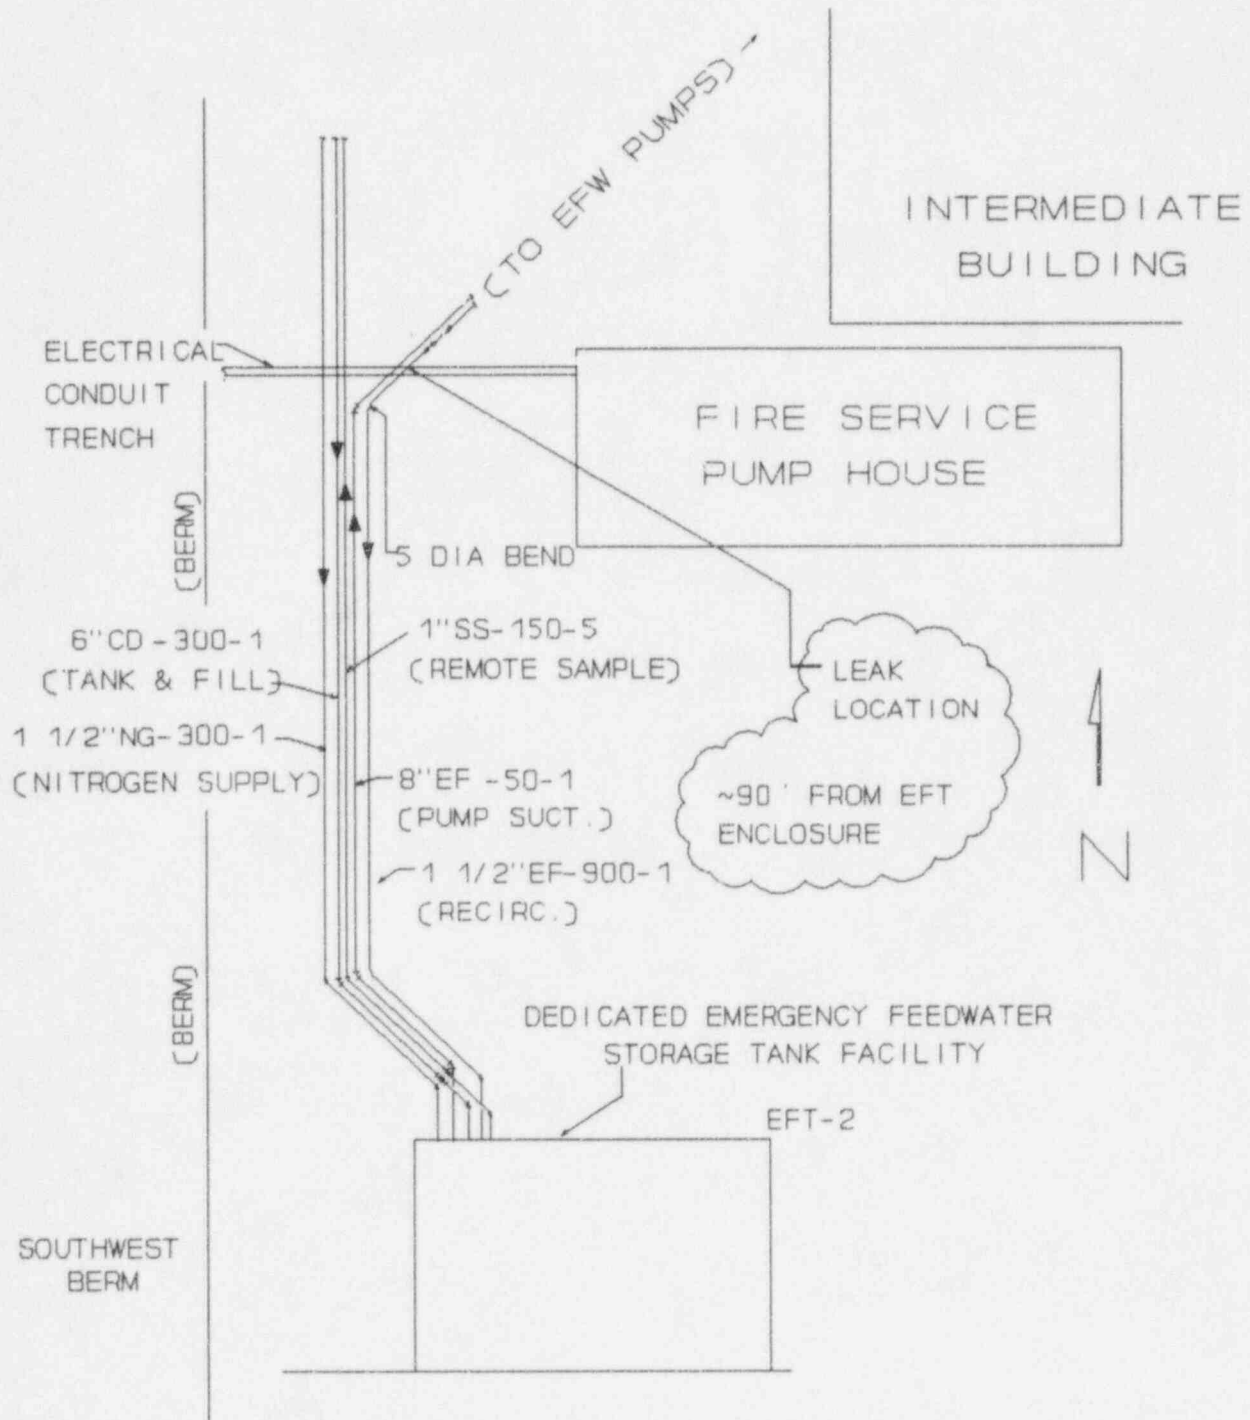 (TO EFW PUMPS)
INTERMEDIATE
BUILDING
ELECTRICAL
CONDUIT
TRENCH
FIRE SERVICE
PUMP HOUSE
(BERM)
5 DIA BEND
6"CD-300-1
(TANK & FILL)
1"SS-150-5
(REMOTE SAMPLE)
LEAK
LOCATION
1 1/2"NG-300-1
(NITROGEN SUPPLY)
8"EF-50-1
(PUMP SUCT.)
~90' FROM EFT
ENCLOSURE
N
1 1/2"EF-900-1
(RECIRC.)
(BERM)
DEDICATED EMERGENCY FEEDWATER
STORAGE TANK FACILITY
EFT-2
SOUTHWEST
BERM